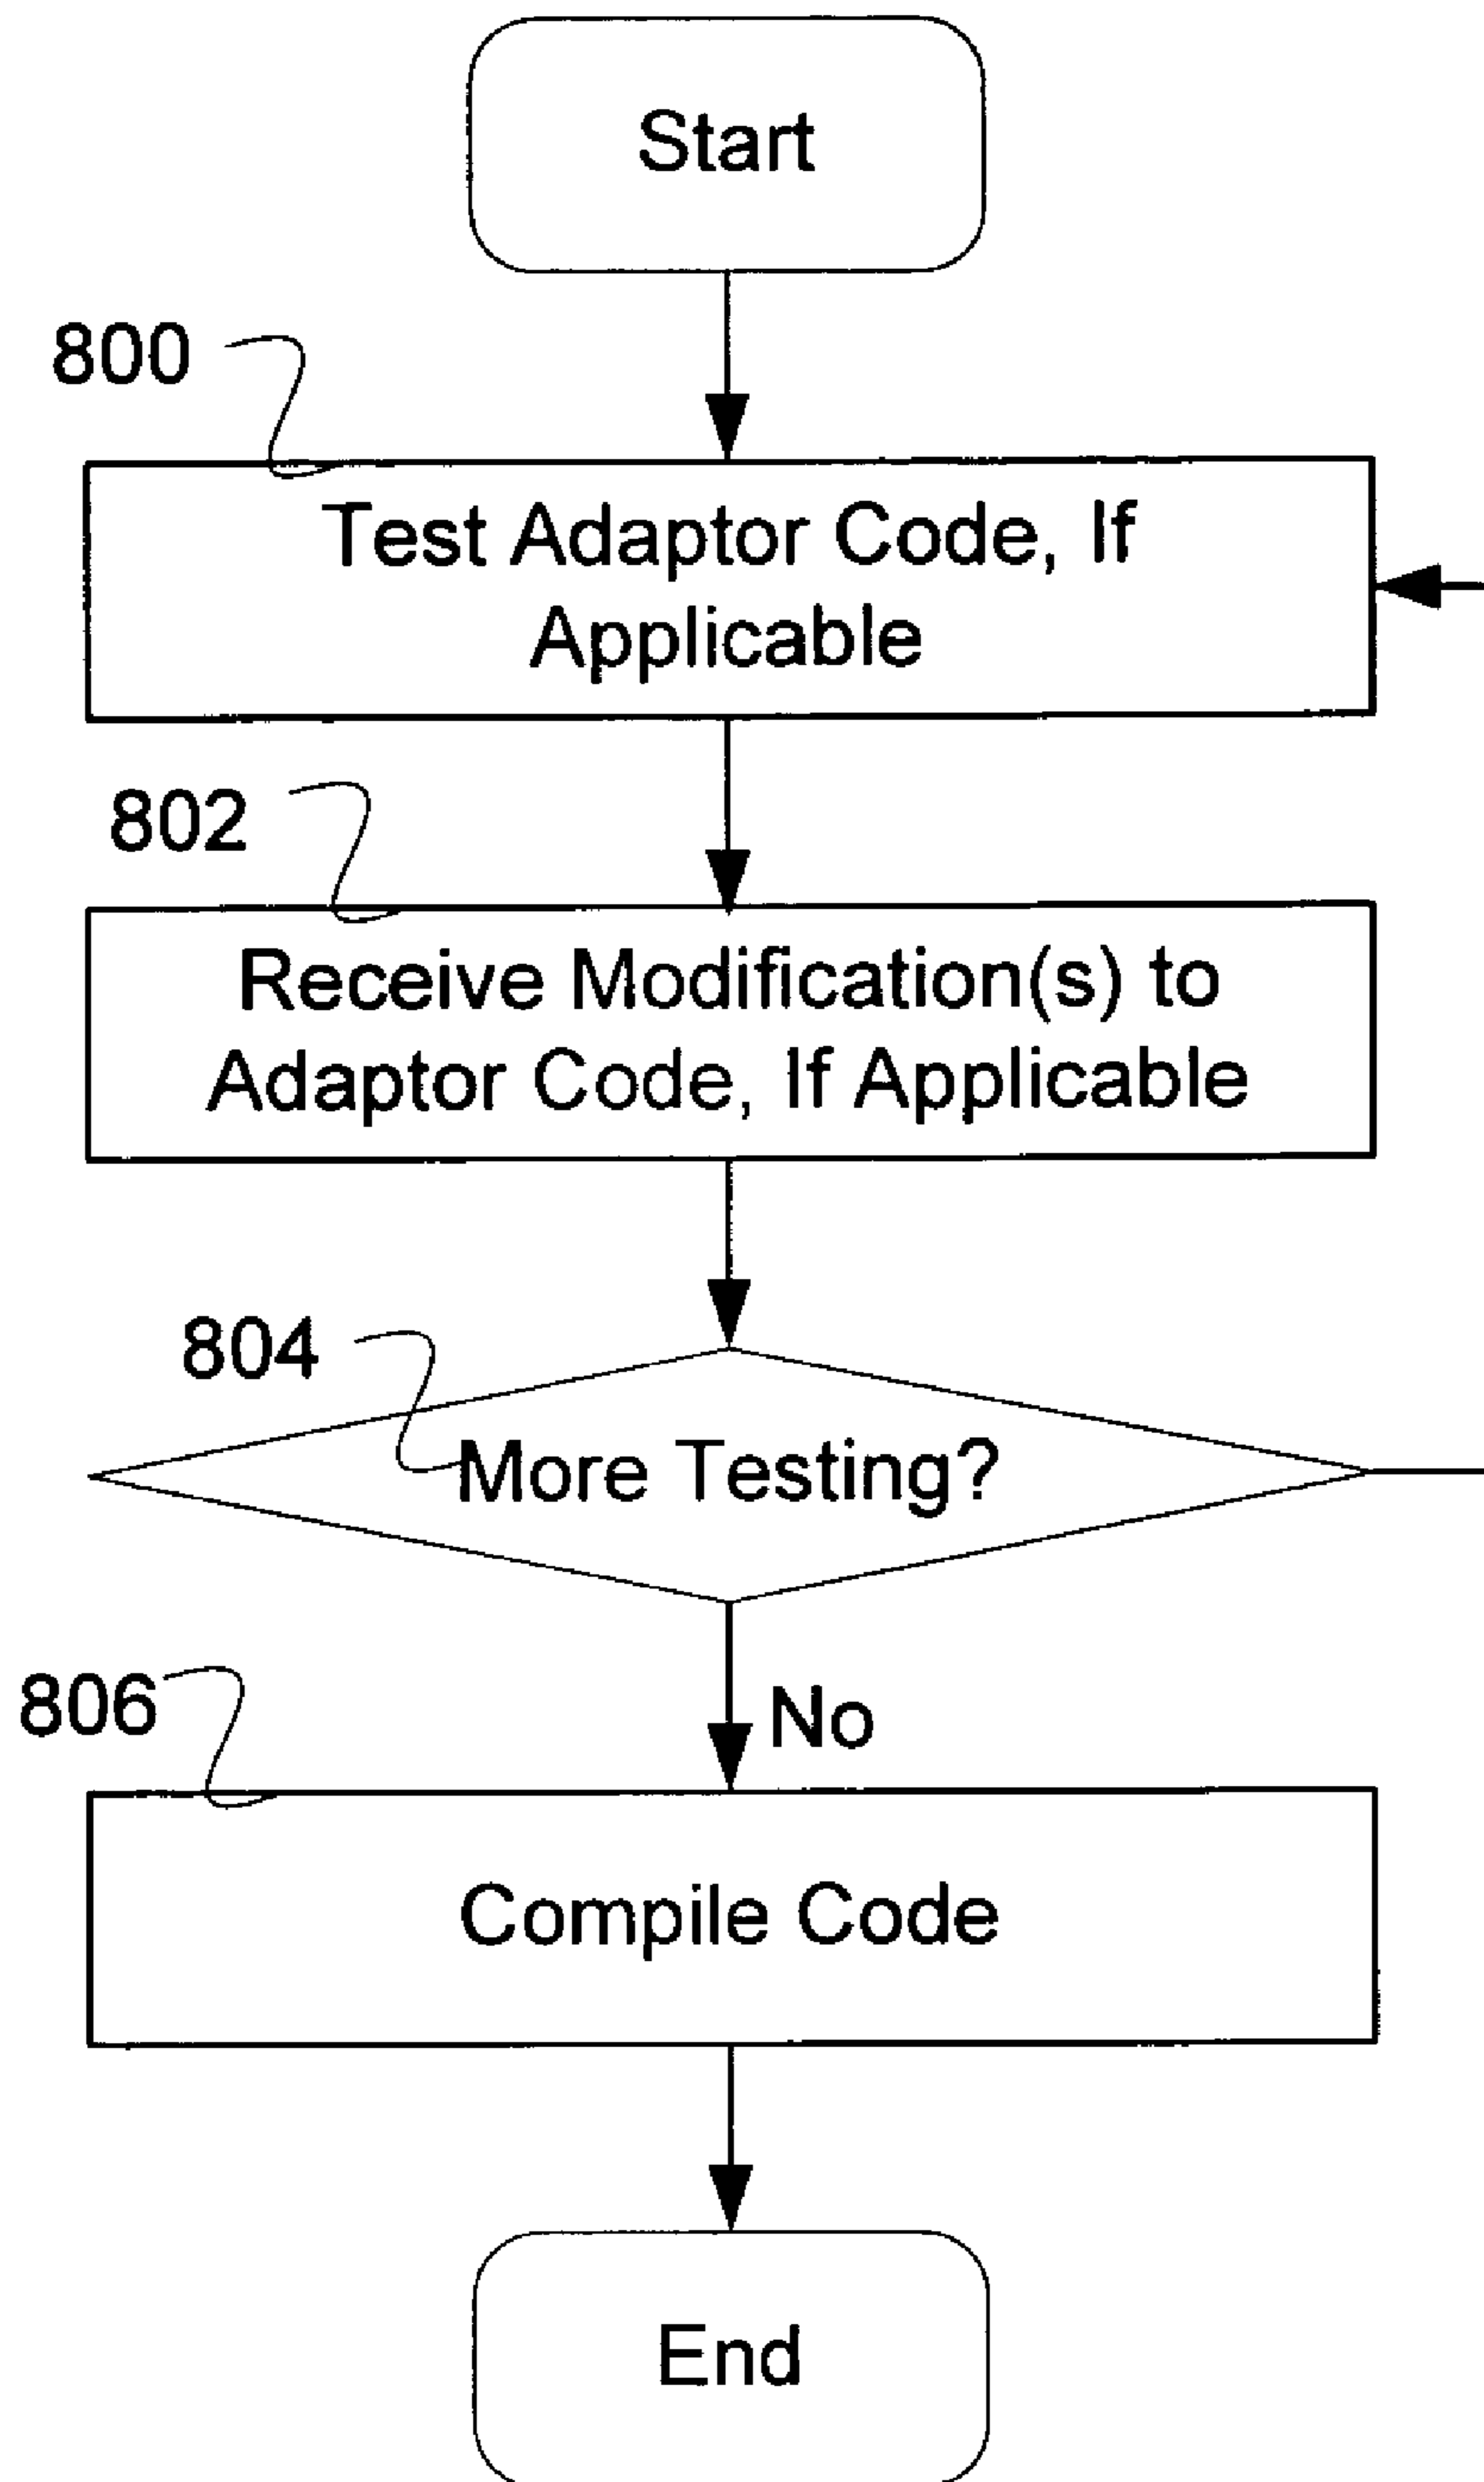 Start
800
Test Adaptor Code, If
Applicable
802
Receive Modification(s) to
Adaptor Code, If Applicable
804
More Testing?
806
No
Compile Code
End